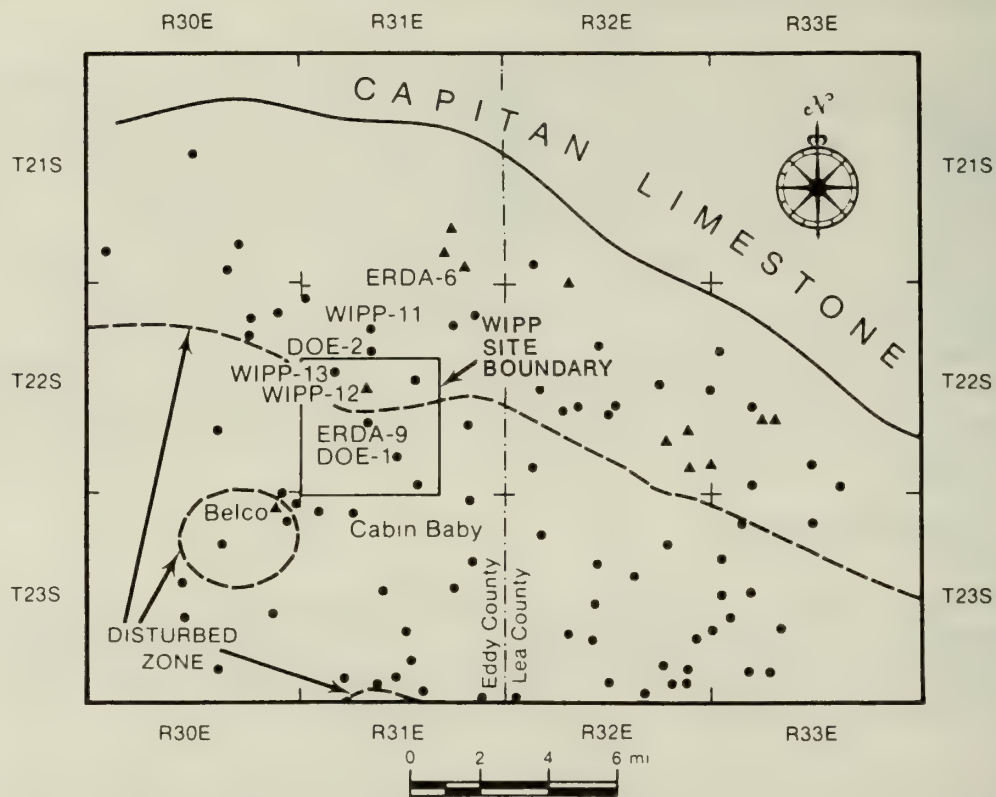 R30E R31E R32E R33E
CAPITAN LIMESTONE
N
T21S T21S
ERDA-6
WIPP-11
WIPP SITE BOUNDARY
DOE-2
T22S T22S
WIPP-13
WIPP-12
ERDA-9
DOE-1
Belco
Cabin Baby
Eddy County
Lea County
T23S T23S
DISTURBED
ZONE
R30E R31E R32E R33E
0 2 4 6 mi